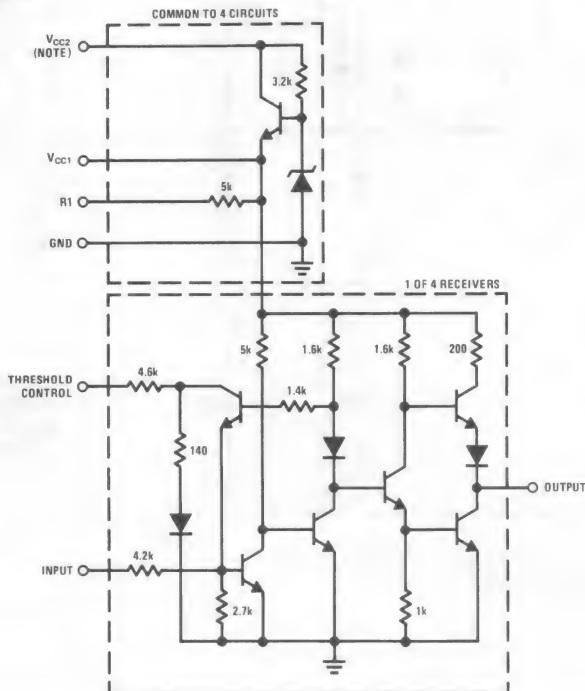 COMMON TO 4 CIRCUITS
VCC2
(NOTE)
3.2k
VCC1
R1
5k
GND
1 OF 4 RECEIVERS
5k
1.6k
1.6k
200
THRESHOLD
CONTROL
4.6k
1.4k
140
OUTPUT
INPUT
4.2k
2.7k
1k